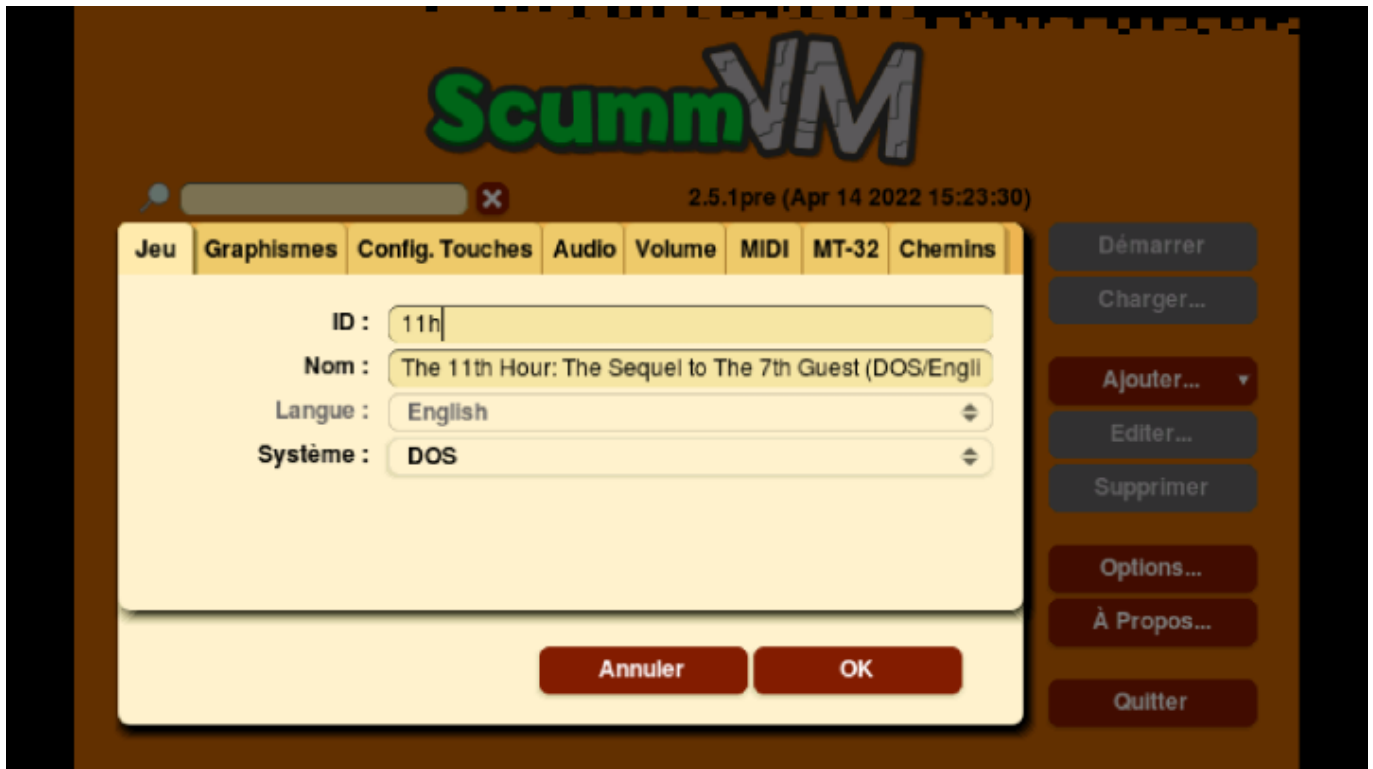 ScummVM
2.5.1pre (Apr 14 2022 15:23:30)
Jeu Graphismes Config. Touches Audio Volume MIDI MT-32 Chemins
ID : 11h
Nom : The 11th Hour: The Sequel to The 7th Guest (DOS/Engli
Langue : English
Système : DOS
Annuler OK
Démarrer
Charger...
Ajouter...
Editer...
Supprimer
Options...
À Propos...
Quitter